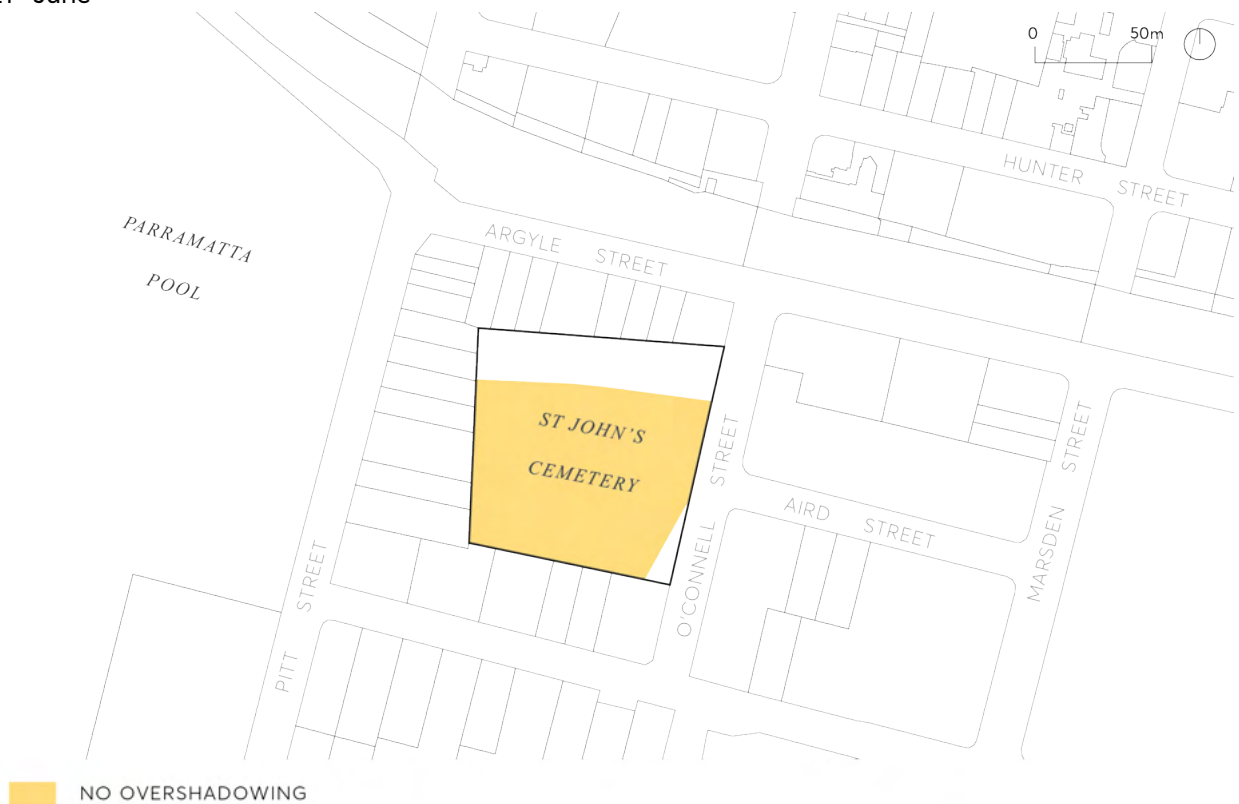 June
0 50m
HUNTER STREET
PARRAMATTA
POOL
ARGYLE STREET
ST JOHN'S
CEMETERY
O'CONNELL STREET
AIRD STREET
MARSDEN STREET
PITT STREET
NO OVERSHADOWING